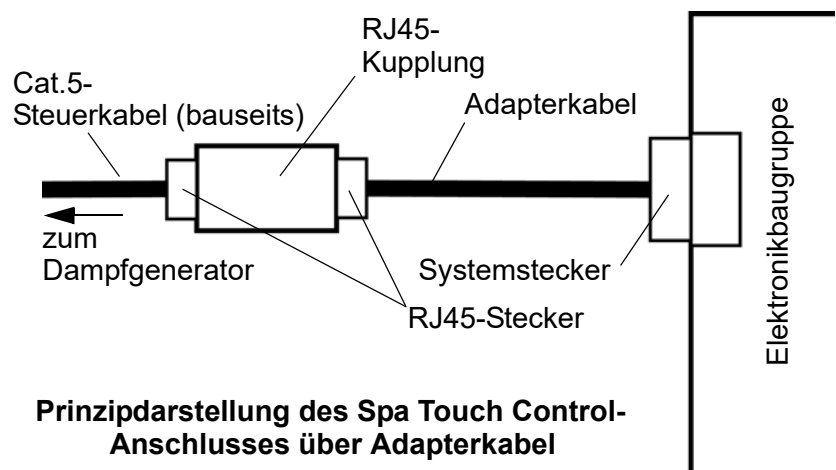 RJ45-
Kupplung
Cat.5-
Steuerkabel (bauseits)
Adapterkabel
zum
Dampfgenerator
Systemstecker
RJ45-Stecker
Elektronikbaugruppe
Prinzipdarstellung des Spa Touch Control-
Anschlusses über Adapterkabel